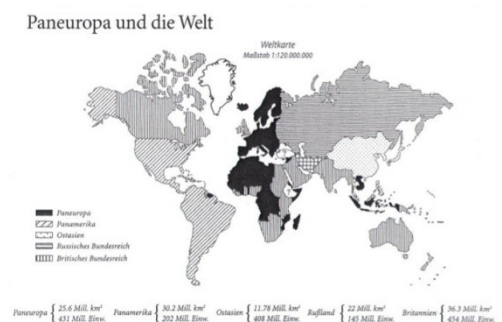 Paneuropa und die Welt
Weltkarte
Maßstab 1:120.000.000
Paneuropa
Panamerika
Ostasien
Russisches Bundesreich
Britisches Bundesreich
Paneuropa { 25.6 Mill. km² 431 Mill. Einw.
Panamerika { 30.2 Mill. km² 202 Mill. Einw.
Ostasien { 11.78 Mill. km² 408 Mill. Einw.
Rußland { 22 Mill. km² 145 Mill. Einw.
Britannien { 36.3 Mill. km² 454 Mill. Einw.